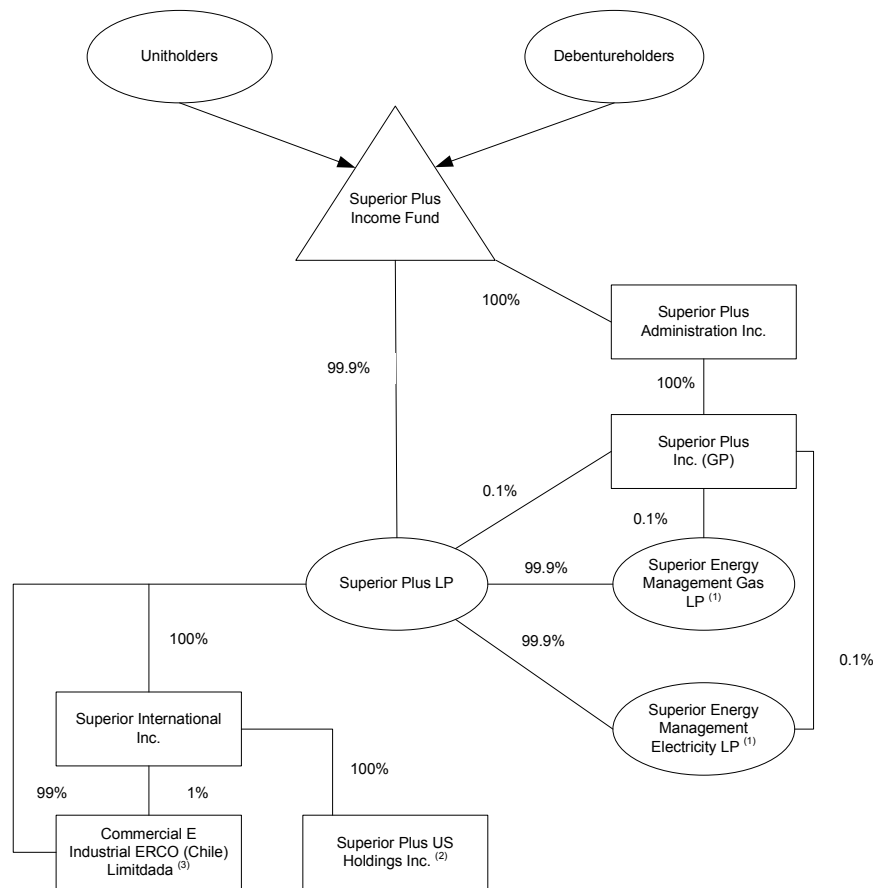 Unitholders
Debentureholders
Superior Plus
Income Fund
100%
Superior Plus
Administration Inc.
99.9%
100%
Superior Plus
Inc. (GP)
0.1%
0.1%
Superior Plus LP
99.9%
Superior Energy
Management Gas
LP (1)
99.9%
100%
0.1%
Superior International
Inc.
Superior Energy
Management
Electricity LP (1)
100%
99%
1%
Commercial E
Industrial ERCO (Chile)
Limitdada (3)
Superior Plus US
Holdings Inc. (2)